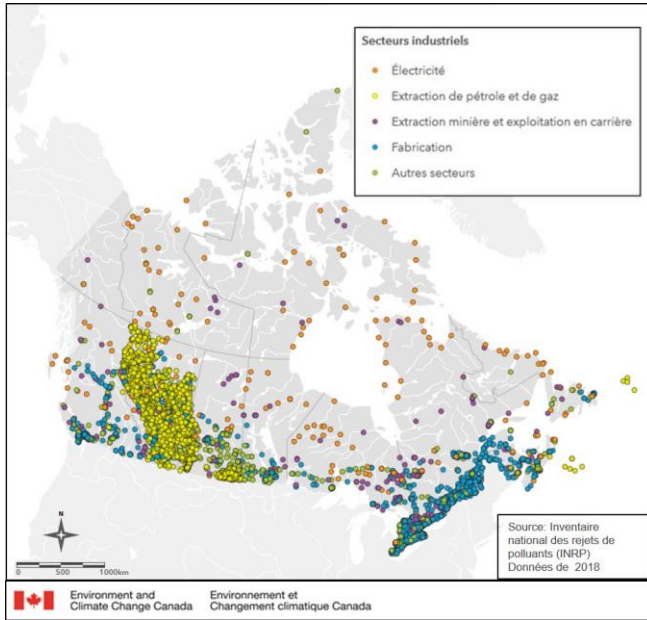 Secteurs industriels
Électricité
Extraction de pétrole et de gaz
Extraction minière et exploitation en carrière
Fabrication
Autres secteurs
N
0 500 1000km
Source: Inventaire
national des rejets de
polluants (INRP)
Données de 2018
Environment and
Climate Change Canada
Environnement et
Changement climatique Canada